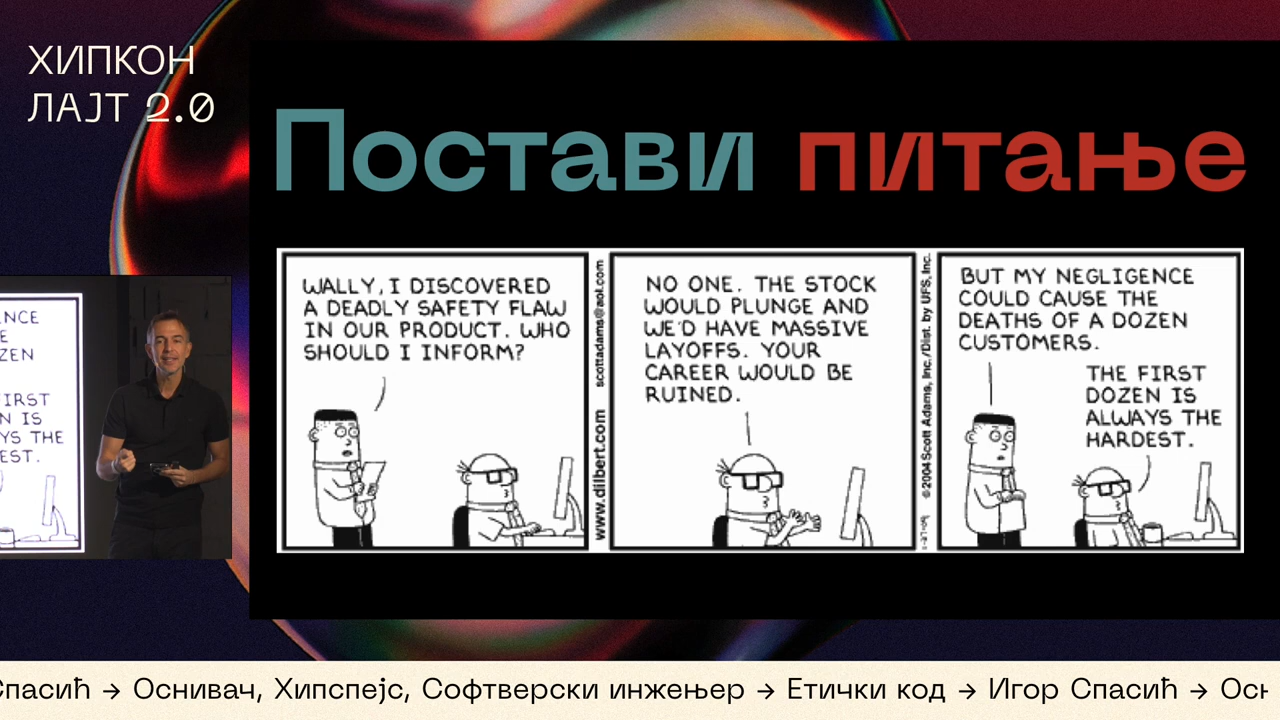 ХИПКОН
ЛАЈТ 2.0
Постави питање
WALLY, I DISCOVERED
A DEADLY SAFETY FLAW
IN OUR PRODUCT. WHO
SHOULD I INFORM?
www.dilbert.com scottadams@aol.com
NO ONE. THE STOCK
WOULD PLUNGE AND
WE'D HAVE MASSIVE
LAYOFFS. YOUR
CAREER WOULD BE
RUINED.
©2004 Scott Adams, Inc./Dist. by UFS, Inc.
BUT MY NEGLIGENCE
COULD CAUSE THE
DEATHS OF A DOZEN
CUSTOMERS.
THE FIRST
DOZEN IS
ALWAYS THE
HARDEST.
Спасић → Оснивач, Хипспејс, Софтверски инжењер → Етички код → Игор Спасић →